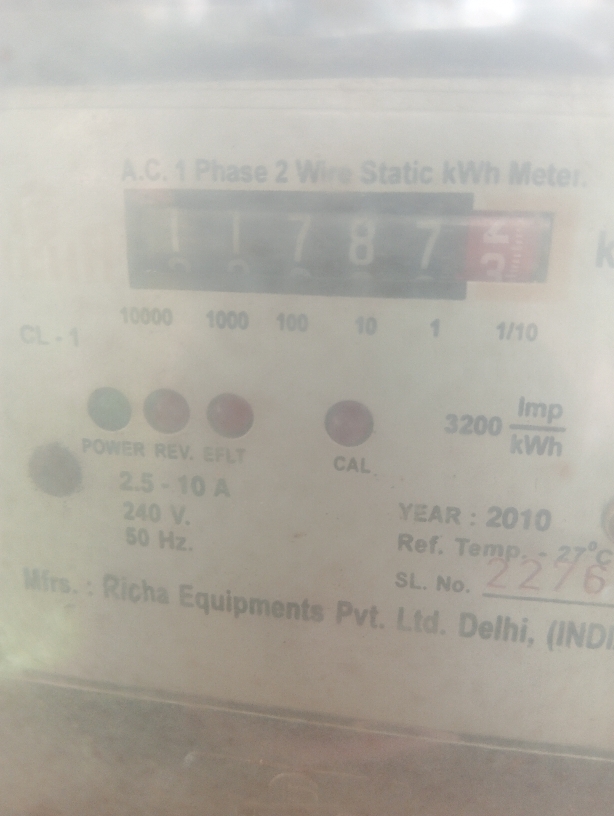 A.C. 1 Phase 2 Wire Static kWh Meter.
1 1 7 8 7
10000 1000 100 10 1 1/10
CL - 1
3200 Imp/kWh
POWER REV. EFLT CAL
2.5 - 10 A
240 V.
50 Hz.
YEAR : 2010
Ref. Temp. - 27°C
SL. No. 2276
Mfrs. : Richa Equipments Pvt. Ltd. Delhi,